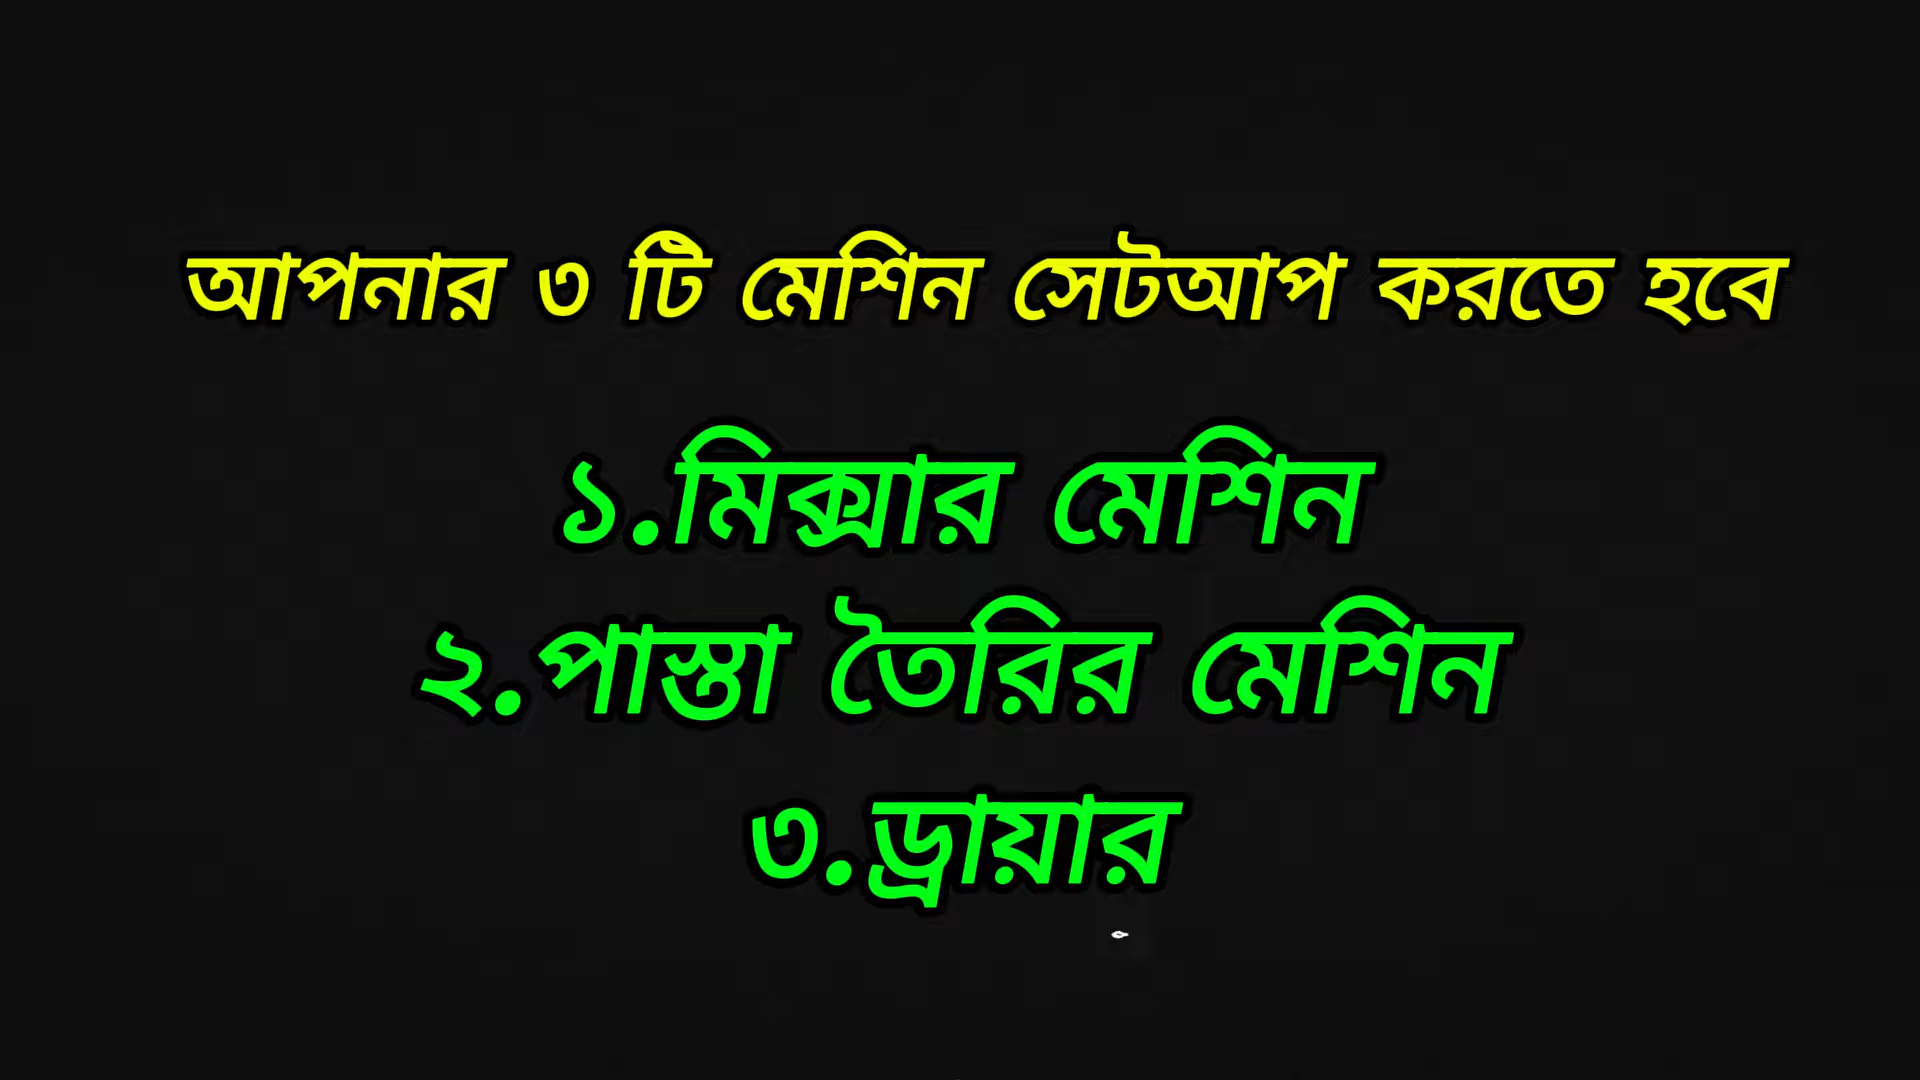 আপনার ৩ টি মেশিন সেটআপ করতে হবে
১.মিক্সার মেশিন
২.পাস্তা তৈরির মেশিন
৩.ড্রায়ার